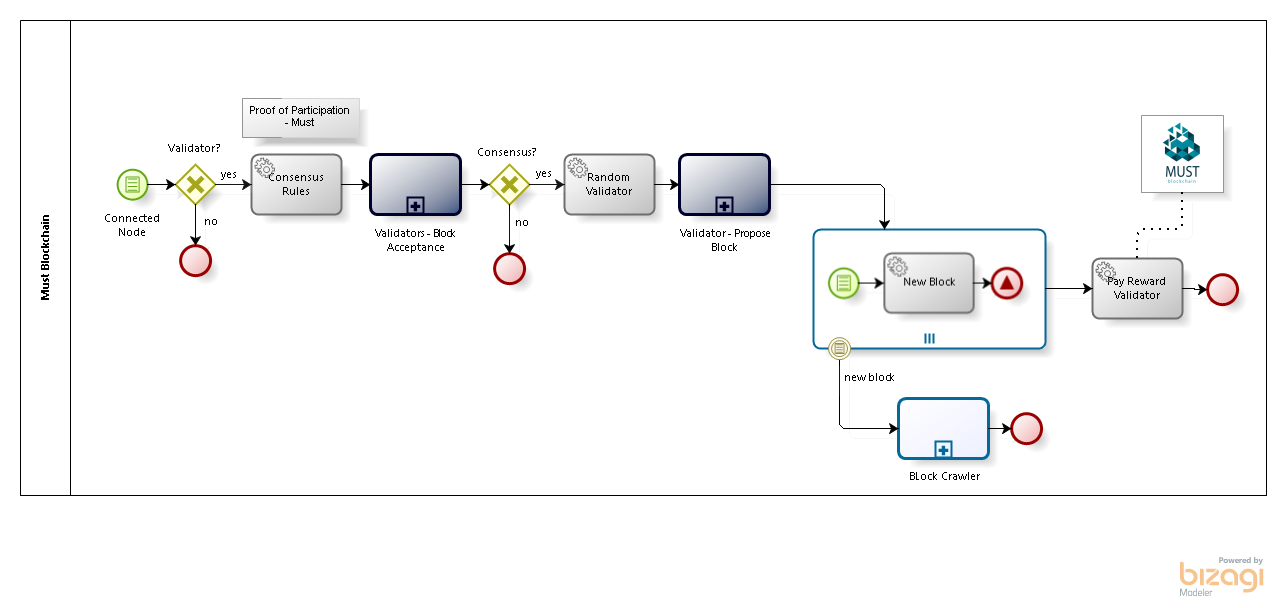 Must Blockchain
Proof of Participation
- Must
Validator?
yes
no
Connected
Node
Consensus
Rules
Validators - Block
Acceptance
Consensus?
yes
no
Random
Validator
Validator - Propose
Block
New Block
new block
Block Crawler
MUST
blockchain
Pay Reward
Validator
Powered by
bizagi
Modeler